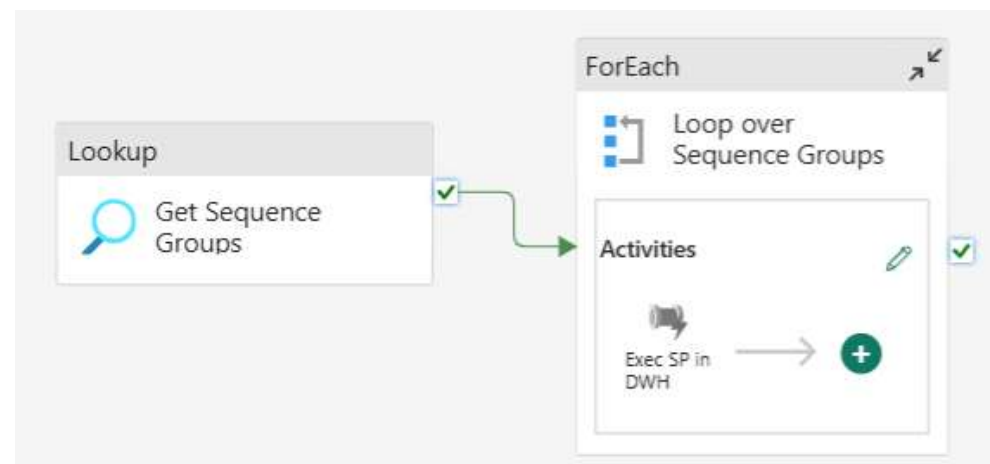 ForEach
Loop over
Sequence Groups
Lookup
Get Sequence
Groups
Activities
Exec SP in
DWH